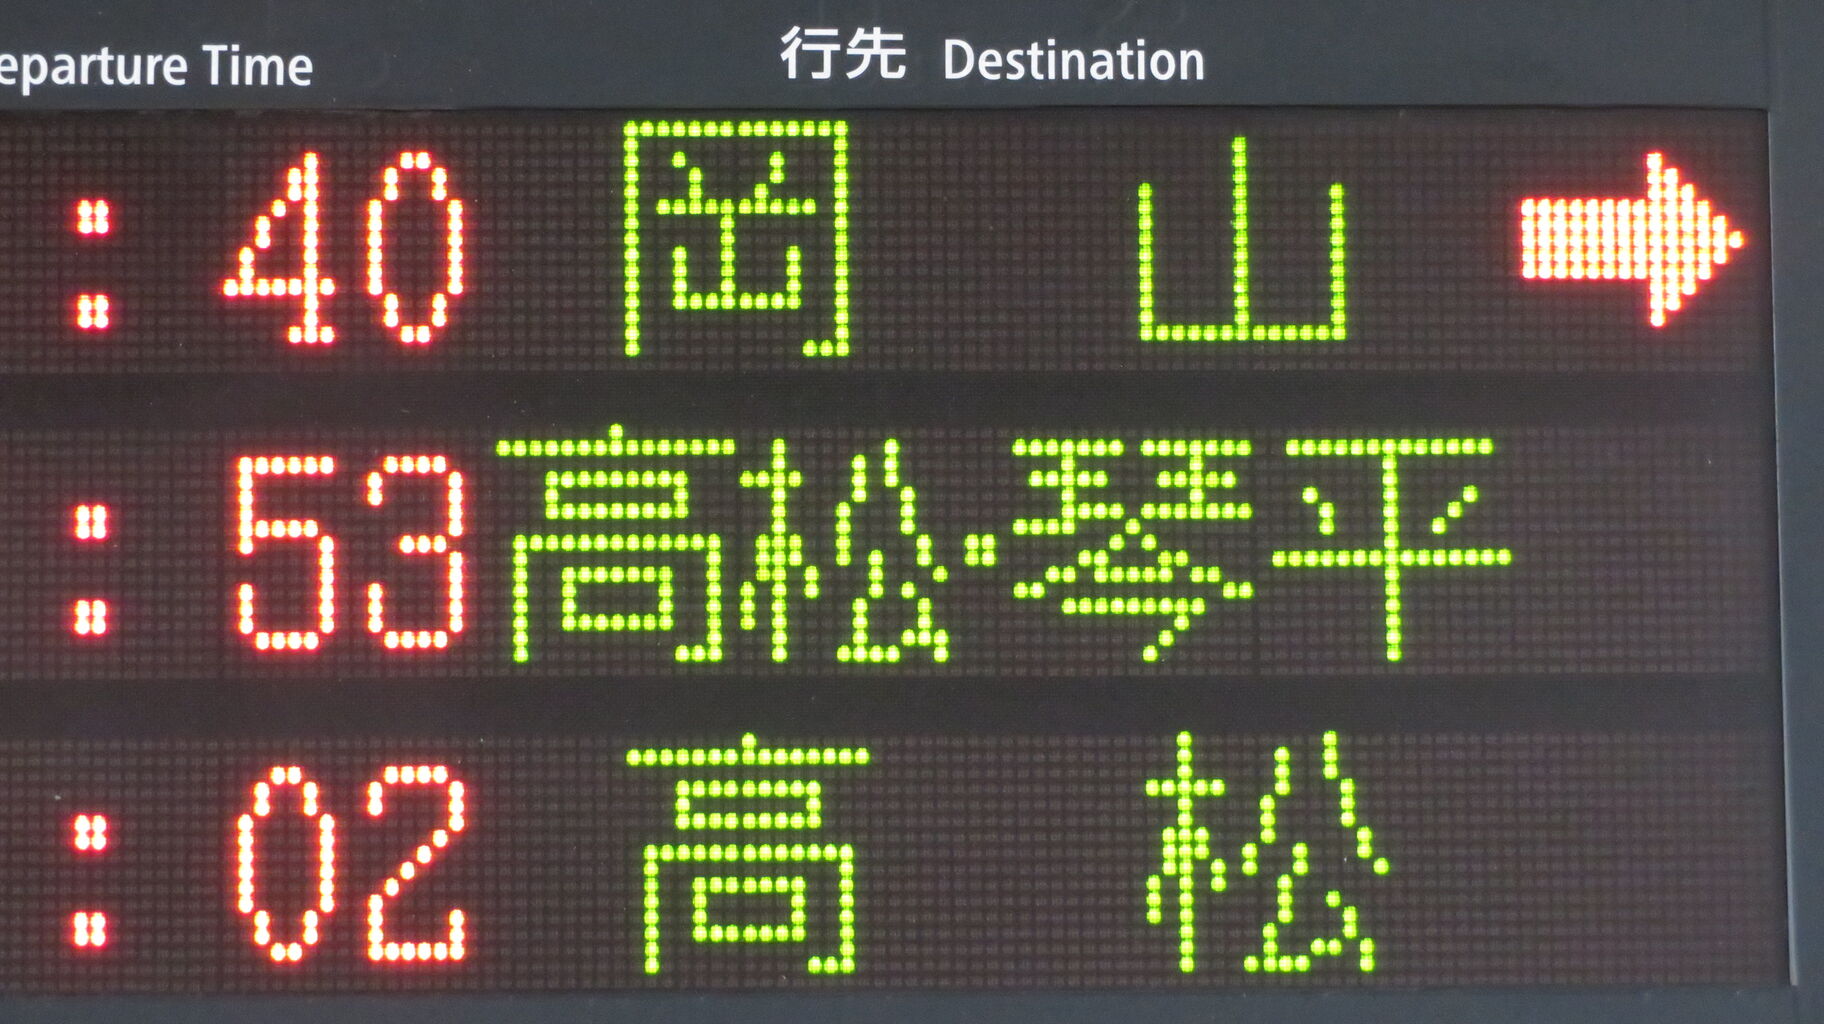 eparture Time 行先 Destination
:40 岡山 ➡
:53 高松・琴平
:02 高松